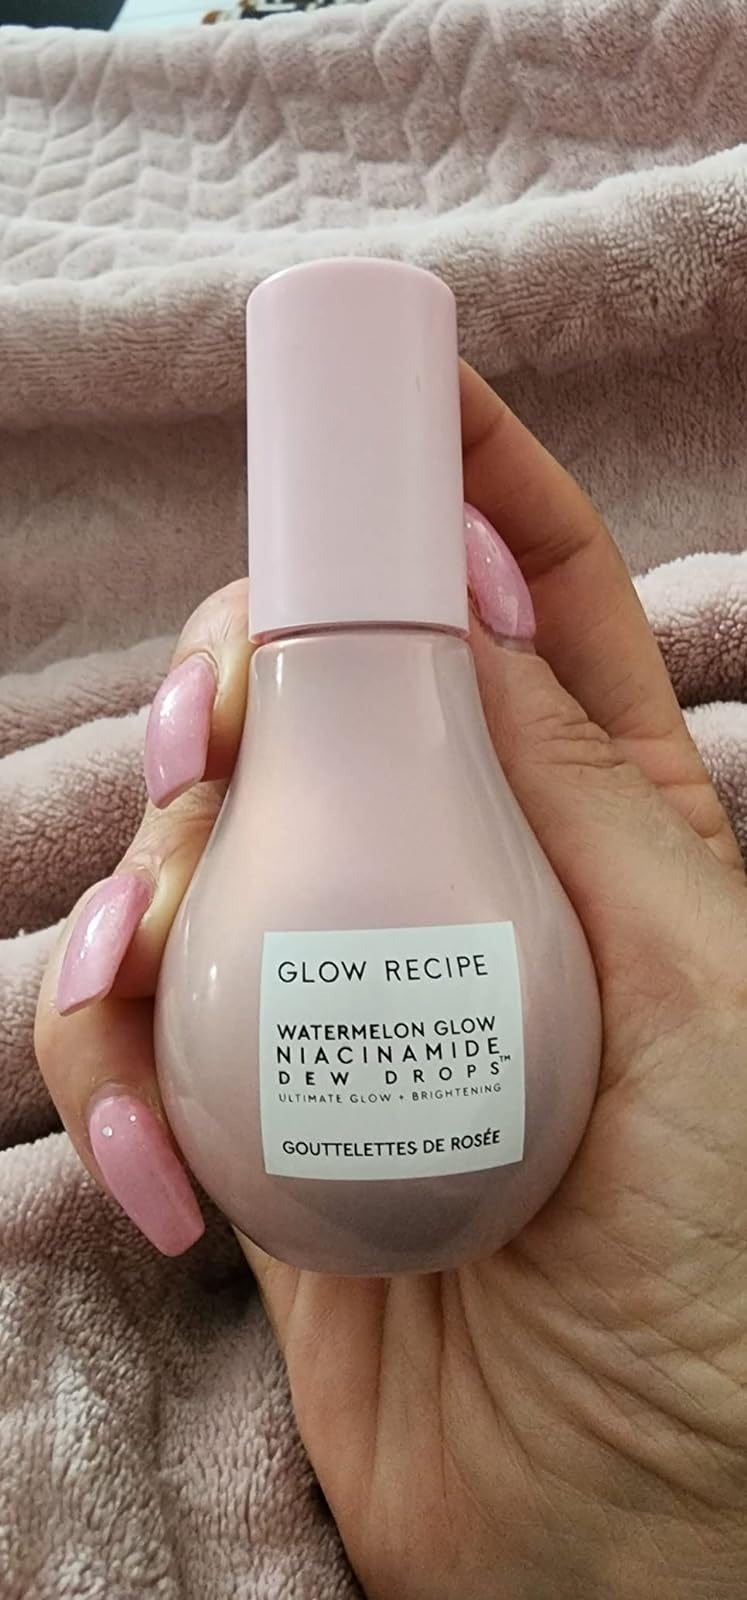 GLOW RECIPE
WATERMELON GLOW
NIACINAMIDE
DEW DROPS™
ULTIMATE GLOW + BRIGHTENING
GOUTTELETTES DE ROSÉE